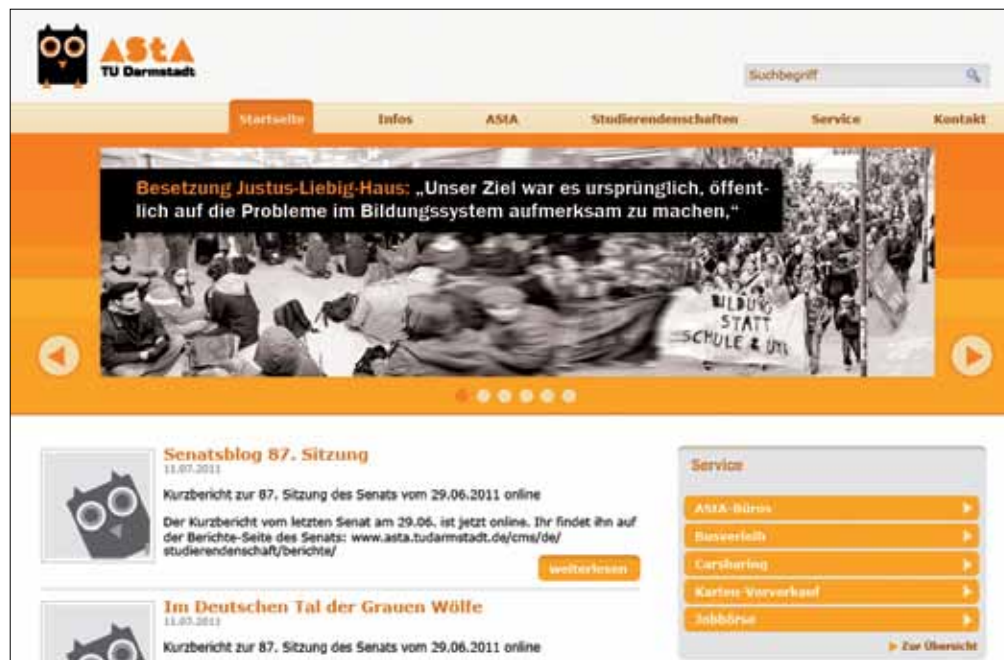 AStA
TU Darmstadt
Suchbegriff
Startseite
Infos
AStA
Studierendenschaften
Service
Kontakt
Besetzung Justus-Liebig-Haus: „Unser Ziel war es ursprünglich, öffent-
lich auf die Probleme im Bildungssystem aufmerksam zu machen,“
BILDUNG
STATT
SCHULE & UNI
Senatsblog 87. Sitzung
11.07.2011
Kurzbericht zur 87. Sitzung des Senats vom 29.06.2011 online
Der Kurzbericht vom letzten Senat am 29.06. ist jetzt online. Ihr findet ihn auf
der Berichte-Seite des Senats: www.asta.tudarmstadt.de/cms/de/
studierendenschaft/berichte/
weiterlesen
Im Deutschen Tal der Grauen Wölfe
11.07.2011
Kurzbericht zur 87. Sitzung des Senats vom 29.06.2011 online
Service
AStA-Büros
Busverleih
Carsharing
Karten-Vorverkauf
Jobbörse
Zur Übersicht